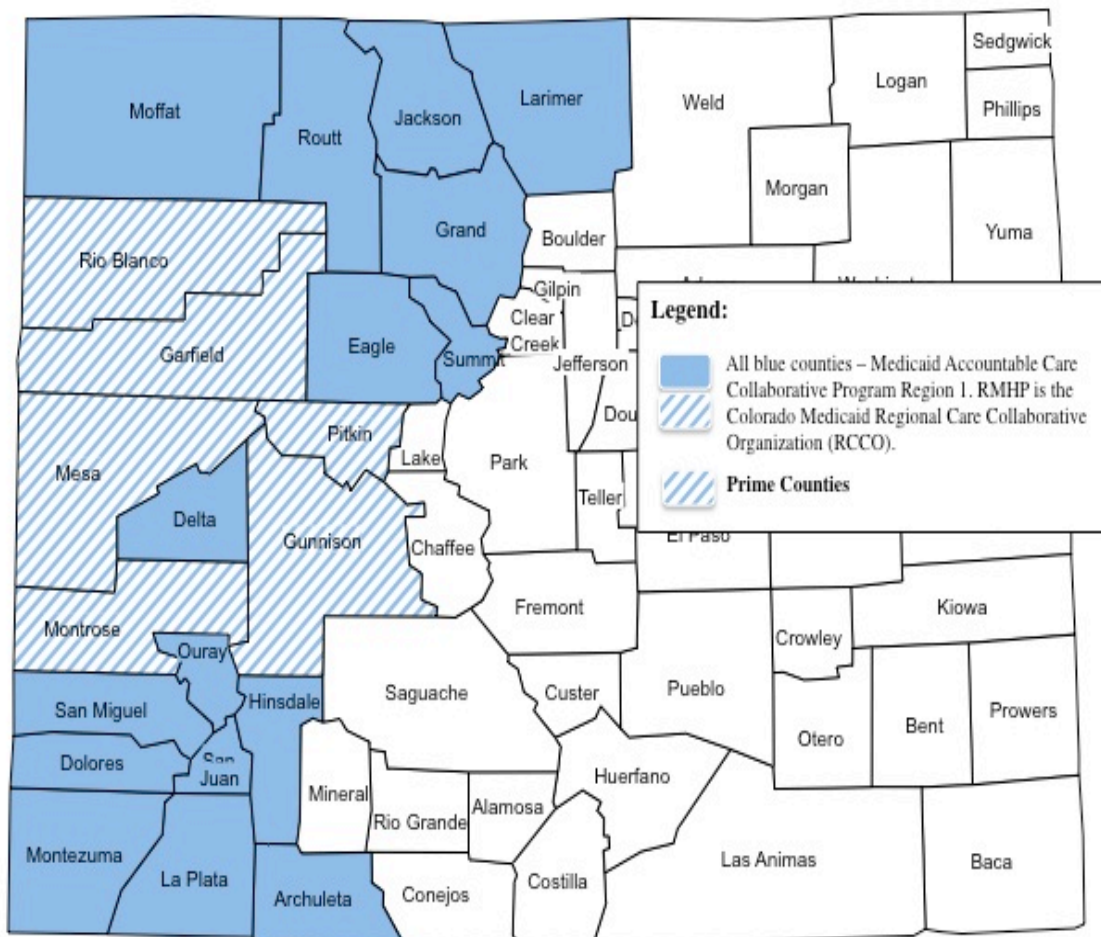 Sedgwick
Logan
Larimer
Weld
Moffat
Phillips
Jackson
Routt
Morgan
Grand
Yuma
Boulder
Rio Blanco
Gilpin
Legend:
Clear
Creek
Eagle
Garfield
Summit
Jefferson
All blue counties – Medicaid Accountable Care
Collaborative Program Region 1. RMHP is the
Colorado Medicaid Regional Care Collaborative
Organization (RCCO).
Pitkin
Lake
Park
Mesa
Teller
Prime Counties
Delta
Gunnison
Chaffee
El Paso
Fremont
Kiowa
Montrose
Crowley
Ouray
Hinsdale
Saguache
Custer
Pueblo
San Miguel
Bent
Prowers
Otero
Dolores
San
Juan
Huerfano
Mineral
Rio Grande
Alamosa
Montezuma
La Plata
Las Animas
Baca
Archuleta
Conejos
Costilla